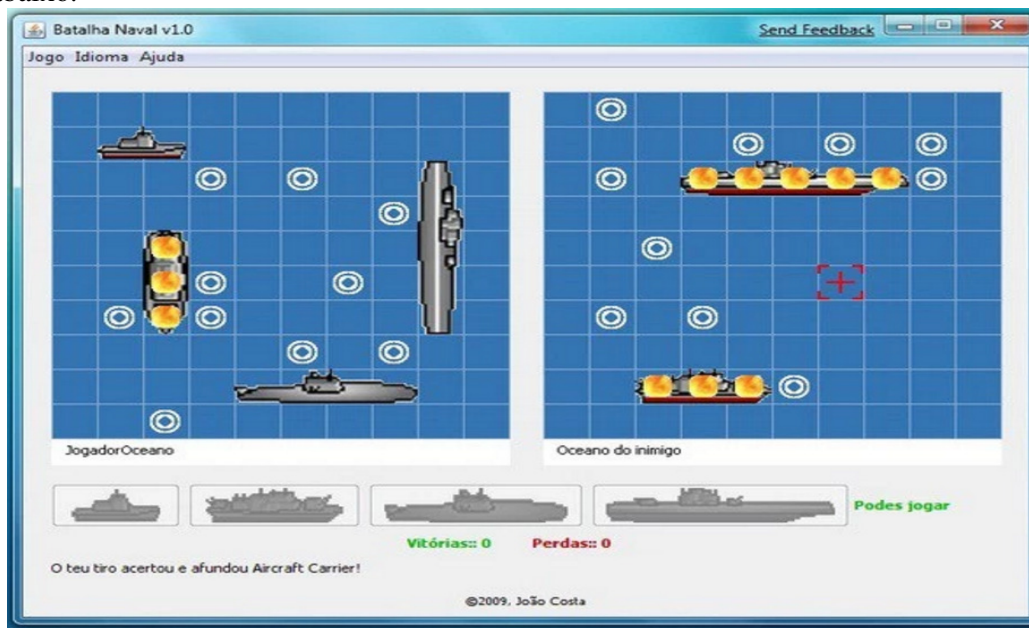 Batalha Naval v1.0
Send Feedback
Jogo Idioma Ajuda
JogadorOceano
Oceano do inimigo
Podes jogar
Vitórias:: 0 Perdas:: 0
O teu tiro acertou e afundou Aircraft Carrier!
©2009, João Costa